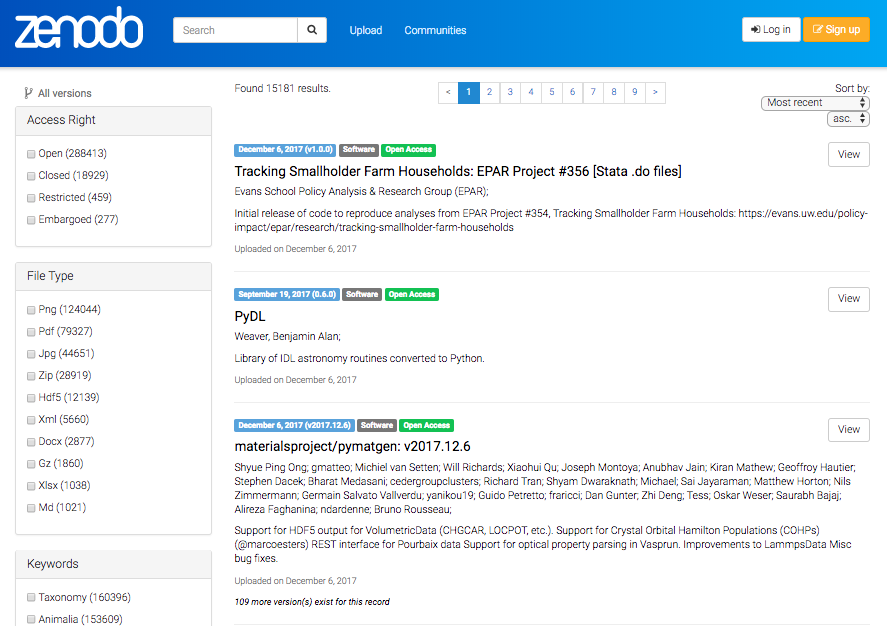 zenodo
Search
Upload
Communities
Log in
Sign up
All versions
Access Right
Open (288413)
Closed (18929)
Restricted (459)
Embargoed (277)
File Type
Png (124044)
Pdf (79327)
Jpg (44651)
Zip (28919)
Hdf5 (12139)
Xml (5660)
Docx (2877)
Gz (1860)
Xlsx (1038)
Md (1021)
Keywords
Taxonomy (160396)
Animalia (153609)
Found 15181 results.
< 1 2 3 4 5 6 7 8 9 >
Sort by:
Most recent
asc.
December 6, 2017 (v1.0.0) Software Open Access
View
Tracking Smallholder Farm Households: EPAR Project #356 [Stata .do files]
Evans School Policy Analysis & Research Group (EPAR);
Initial release of code to reproduce analyses from EPAR Project #354, Tracking Smallholder Farm Households: https://evans.uw.edu/policy-
impact/epar/research/tracking-smallholder-farm-households
Uploaded on December 6, 2017
September 19, 2017 (0.6.0) Software Open Access
View
PyDL
Weaver, Benjamin Alan;
Library of IDL astronomy routines converted to Python.
Uploaded on December 6, 2017
December 6, 2017 (v2017.12.6) Software Open Access
View
materialsproject/pymatgen: v2017.12.6
Shyue Ping Ong; gmatteo; Michiel van Setten; Will Richards; Xiaohui Qu; Joseph Montoya; Anubhav Jain; Kiran Mathew; Geoffroy Hautier;
Stephen Dacek; Bharat Medasani; cedergroupclusters; Richard Tran; Shyam Dwaraknath; Michael; Sai Jayaraman; Matthew Horton; Nils
Zimmermann; Germain Salvato Vallverdu; yanikou19; Guido Petretto; fraricci; Dan Gunter; Zhi Deng; Tess; Oskar Weser; Saurabh Bajaj;
Alireza Faghanina; ndardenne; Bruno Rousseau;
Support for HDF5 output for VolumetricData (CHGCAR, LOCPOT, etc.). Support for Crystal Orbital Hamilton Populations (COHPs)
(@marcoesters) REST interface for Pourbaix data Support for optical property parsing in Vasprun. Improvements to LammpsData Misc
bug fixes.
Uploaded on December 6, 2017
109 more version(s) exist for this record